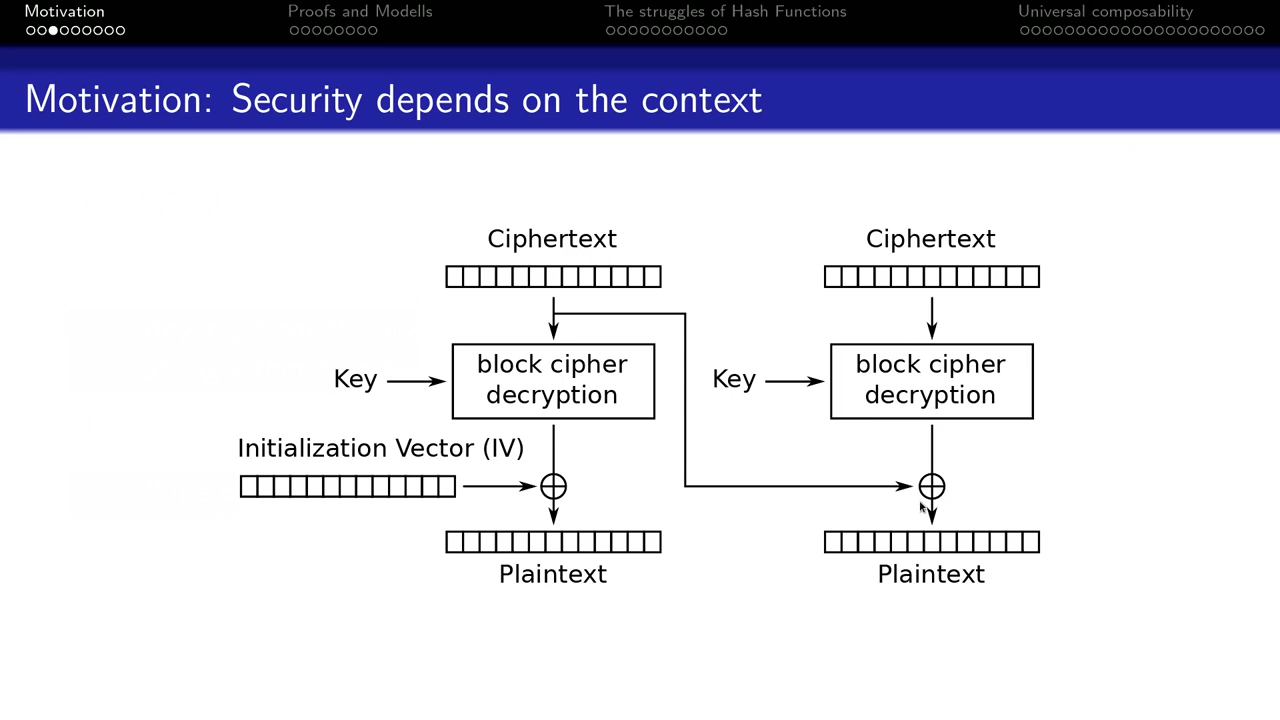 Motivation
Proofs and Modells
The struggles of Hash Functions
Universal composability
Motivation: Security depends on the context
Ciphertext
Ciphertext
Key
block cipher
decryption
Key
block cipher
decryption
Initialization Vector (IV)
Plaintext
Plaintext